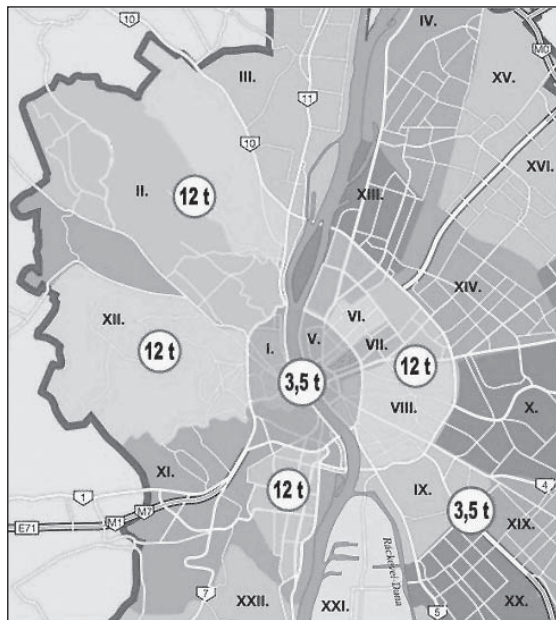 10
IV.
M0
III.
11
XV.
10
XVI.
II.
12 t
XIII.
XIV.
XII.
VI.
I.
V.
VII.
12 t
12 t
3,5 t
VIII.
X.
XI.
12 t
IX.
4
1
3,5 t
XIX.
M7
E71
M1
Ráckevei-Duna
7
XXII.
XXI.
5
XX.